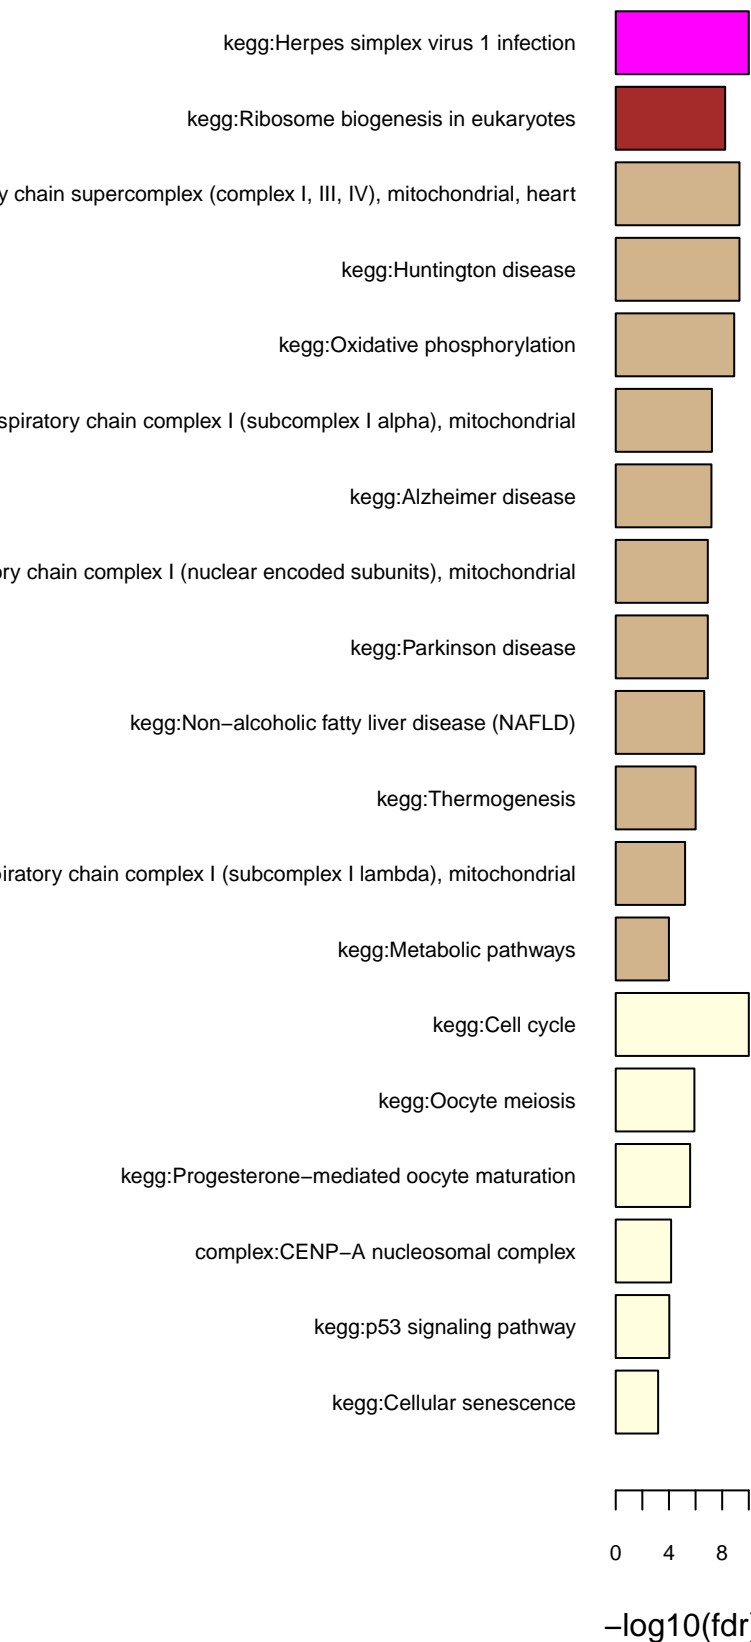 kegg:Herpes simplex virus 1 infection
kegg:Ribosome biogenesis in eukaryotes
chain supercomplex (complex I, III, IV), mitochondrial, heart
kegg:Huntington disease
kegg:Oxidative phosphorylation
spiratory chain complex I (subcomplex I alpha), mitochondrial
kegg:Alzheimer disease
ory chain complex I (nuclear encoded subunits), mitochondrial
kegg:Parkinson disease
kegg:Non−alcoholic fatty liver disease (NAFLD)
kegg:Thermogenesis
iratory chain complex I (subcomplex I lambda), mitochondrial
kegg:Metabolic pathways
kegg:Cell cycle
kegg:Oocyte meiosis
kegg:Progesterone−mediated oocyte maturation
complex:CENP−A nucleosomal complex
kegg:p53 signaling pathway
kegg:Cellular senescence
0 4 8
−log10(fdr)